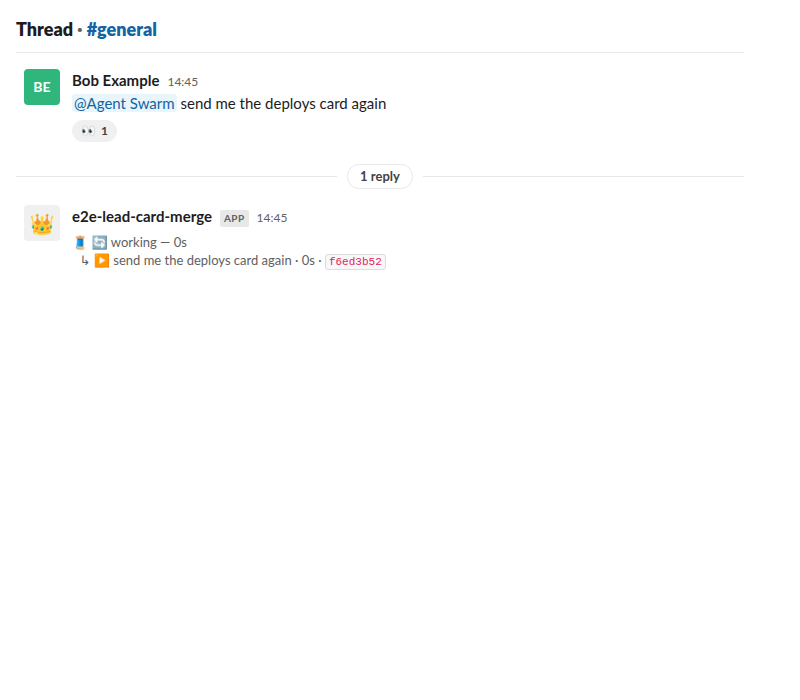 Thread • #general
BE
Bob Example 14:45
@Agent Swarm send me the deploys card again
👀 1
1 reply
e2e-lead-card-merge APP 14:45
🧵 🔄 working — 0s
↳ ▶️ send me the deploys card again · 0s · f6ed3b52